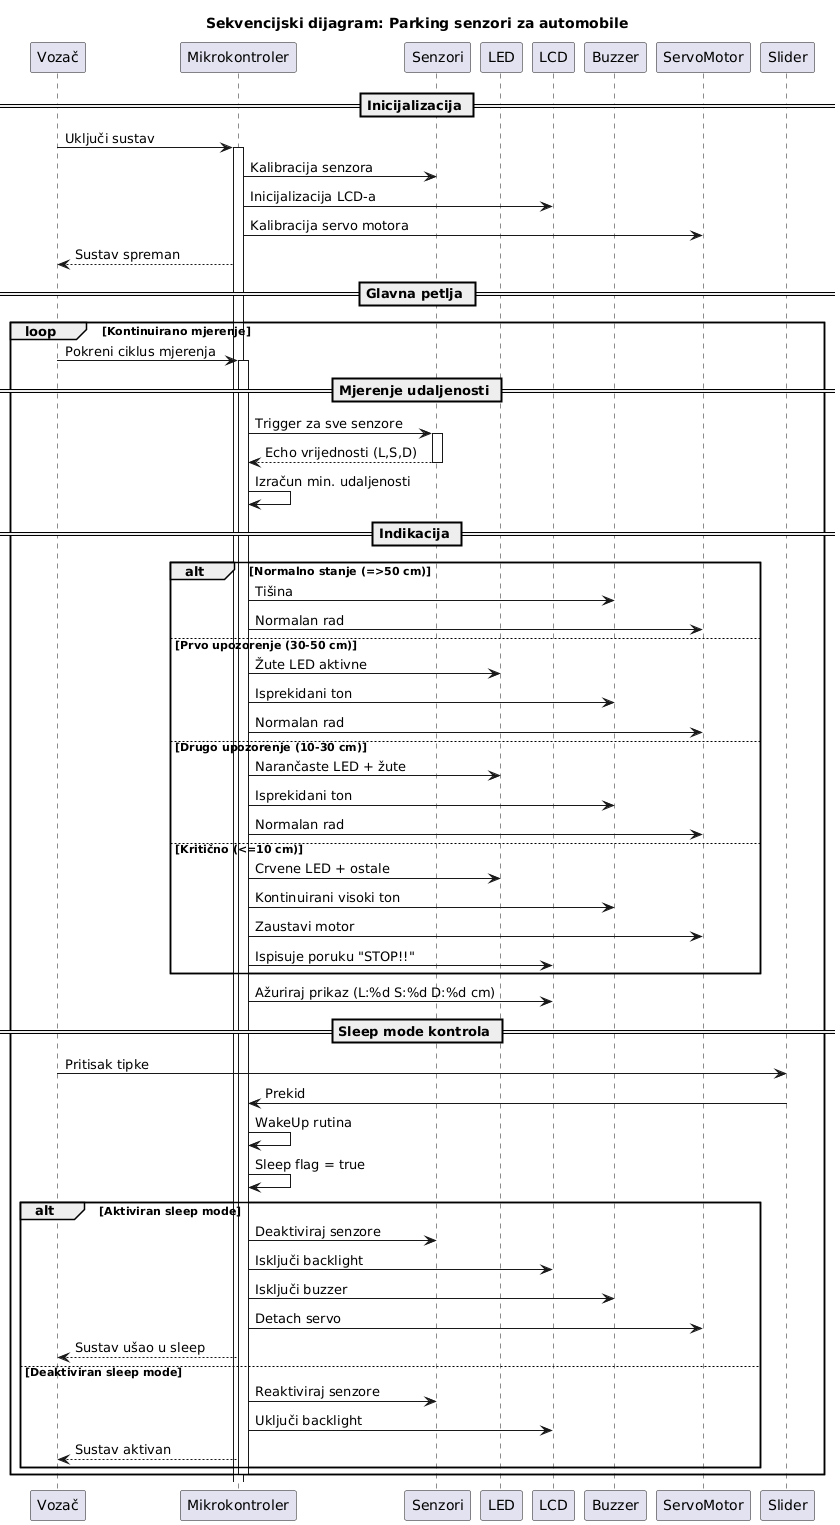 Sekvencijski dijagram: Parking senzori za automobile
Vozač Mikrokontroler Senzori LED LCD Buzzer ServoMotor Slider
Inicijalizacija
Uključi sustav
Kalibracija senzora
Inicijalizacija LCD-a
Kalibracija servo motora
Sustav spreman
Glavna petlja
loop [Kontinuirano mjerenje]
Pokreni ciklus mjerenja
Mjerenje udaljenosti
Trigger za sve senzore
Echo vrijednosti (L,S,D)
Izračun min. udaljenosti
Indikacija
alt [Normalno stanje (=>50 cm)]
Tišina
Normalan rad
[Prvo upozorenje (30-50 cm)]
Žute LED aktivne
Isprekidani ton
Normalan rad
[Drugo upozorenje (10-30 cm)]
Narančaste LED + žute
Isprekidani ton
Normalan rad
[Kritično (<=10 cm)]
Crvene LED + ostale
Kontinuirani visoki ton
Zaustavi motor
Ispisuje poruku "STOP!!"
Ažuriraj prikaz (L:%d S:%d D:%d cm)
Sleep mode kontrola
Pritisak tipke
Prekid
WakeUp rutina
Sleep flag = true
alt [Aktiviran sleep mode]
Deaktiviraj senzore
Isključi backlight
Isključi buzzer
Detach servo
Sustav ušao u sleep
[Deaktiviran sleep mode]
Reaktiviraj senzore
Uključi backlight
Sustav aktivan
Vozač Mikrokontroler Senzori LED LCD Buzzer ServoMotor Slider